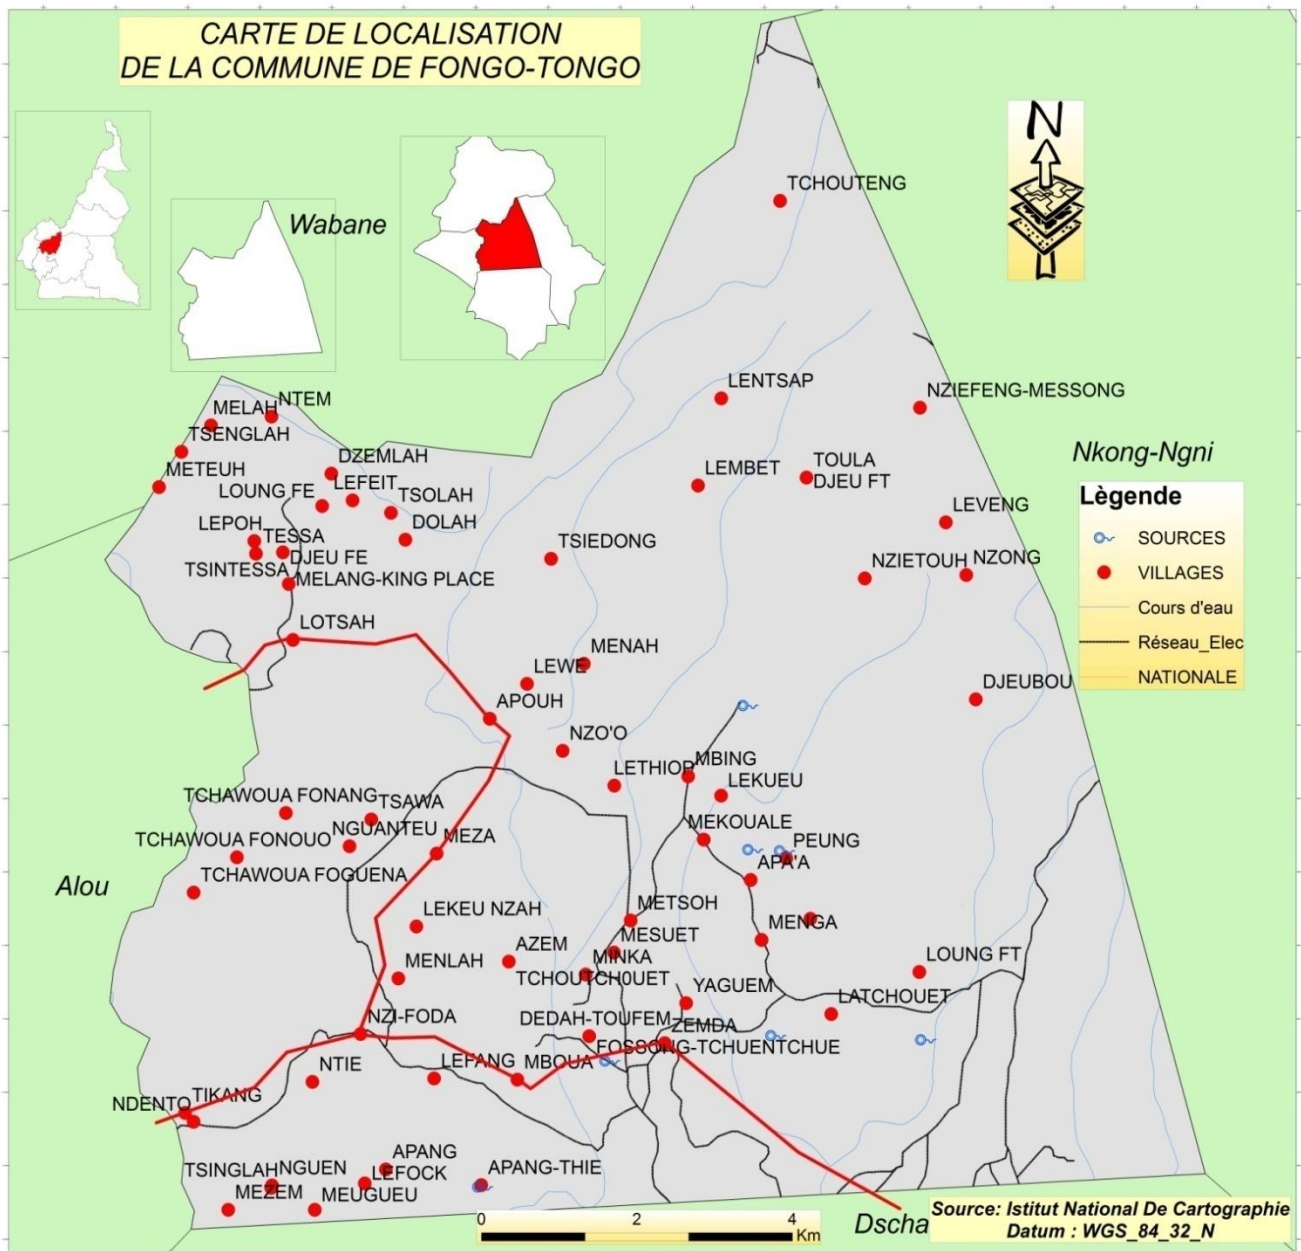 CARTE DE LOCALISATION
DE LA COMMUNE DE FONGO-TONGO
N
Wabane
TCHOUTENG
LENTSAP
NZIEFENG-MESSONG
NTEM
MELAH
TSENGLAH
METEUH
DZEMLAH
LEFEIT
LOUNG FE
TSOLAH
DOLAH
LEPOH
TESSA
DJEU FE
TSINTESSA
MELANG-KING PLACE
LOTSAH
LEMBET
TOULA
DJEU FT
LEVENG
TSIEDONG
NZIETOUH
NZONG
Nkong-Ngni
Lègende
SOURCES
VILLAGES
Cours d'eau
Réseau_Elec
NATIONALE
MENAH
LEWE
APOUH
DJEUBOU
NZO'O
LETHIOP
MBING
LEKUEU
TCHAWOUA FONANG
TSAWA
NGUANTEU
TCHAWOUA FONOUO
MEZA
TCHAWOUA FOGUENA
MEKOUALE
PEUNG
APA'A
Alou
LEKEU NZAH
METSOH
MENGA
MESUET
AZEM
MINKA
TCHOUTCH0UET
MENLAH
LOUNG FT
YAGUEM
LATCHOUET
NZI-FODA
DEDAH-TOUFEM
ZEMDA
FOSSONG-TCHUENTCHUE
NTIE
LEFANG
MBOUA
NDENTO
TIKANG
APANG
TSINGLAH
NGUEN
LEFOCK
APANG-THIE
MEZEM
MEUGUEU
0 2 4
Km
Dscha
Source: Istitut National De Cartographie
Datum : WGS_84_32_N